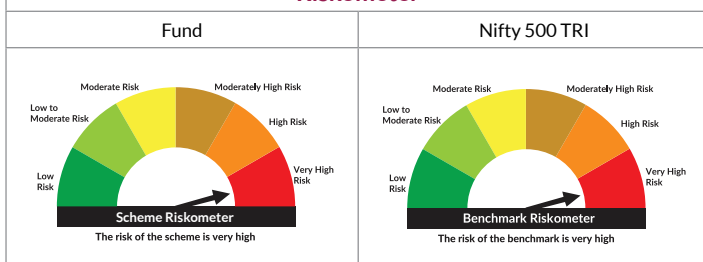 Riskometer
Fund
Nifty 500 TRI
Moderate Risk
Moderately High Risk
Low to
Moderate Risk
High Risk
Low
Risk
Very High
Risk
Scheme Riskometer
The risk of the scheme is very high
Moderate Risk
Moderately High Risk
Low to
Moderate Risk
High Risk
Low
Risk
Very High
Risk
Benchmark Riskometer
The risk of the benchmark is very high